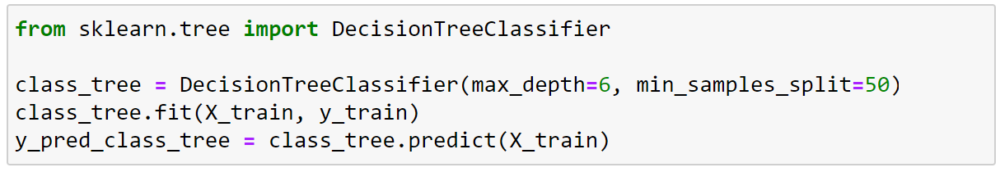 from sklearn.tree import DecisionTreeClassifier
class_tree = DecisionTreeClassifier(max_depth=6, min_samples_split=50)
class_tree.fit(X_train, y_train)
y_pred_class_tree = class_tree.predict(X_train)